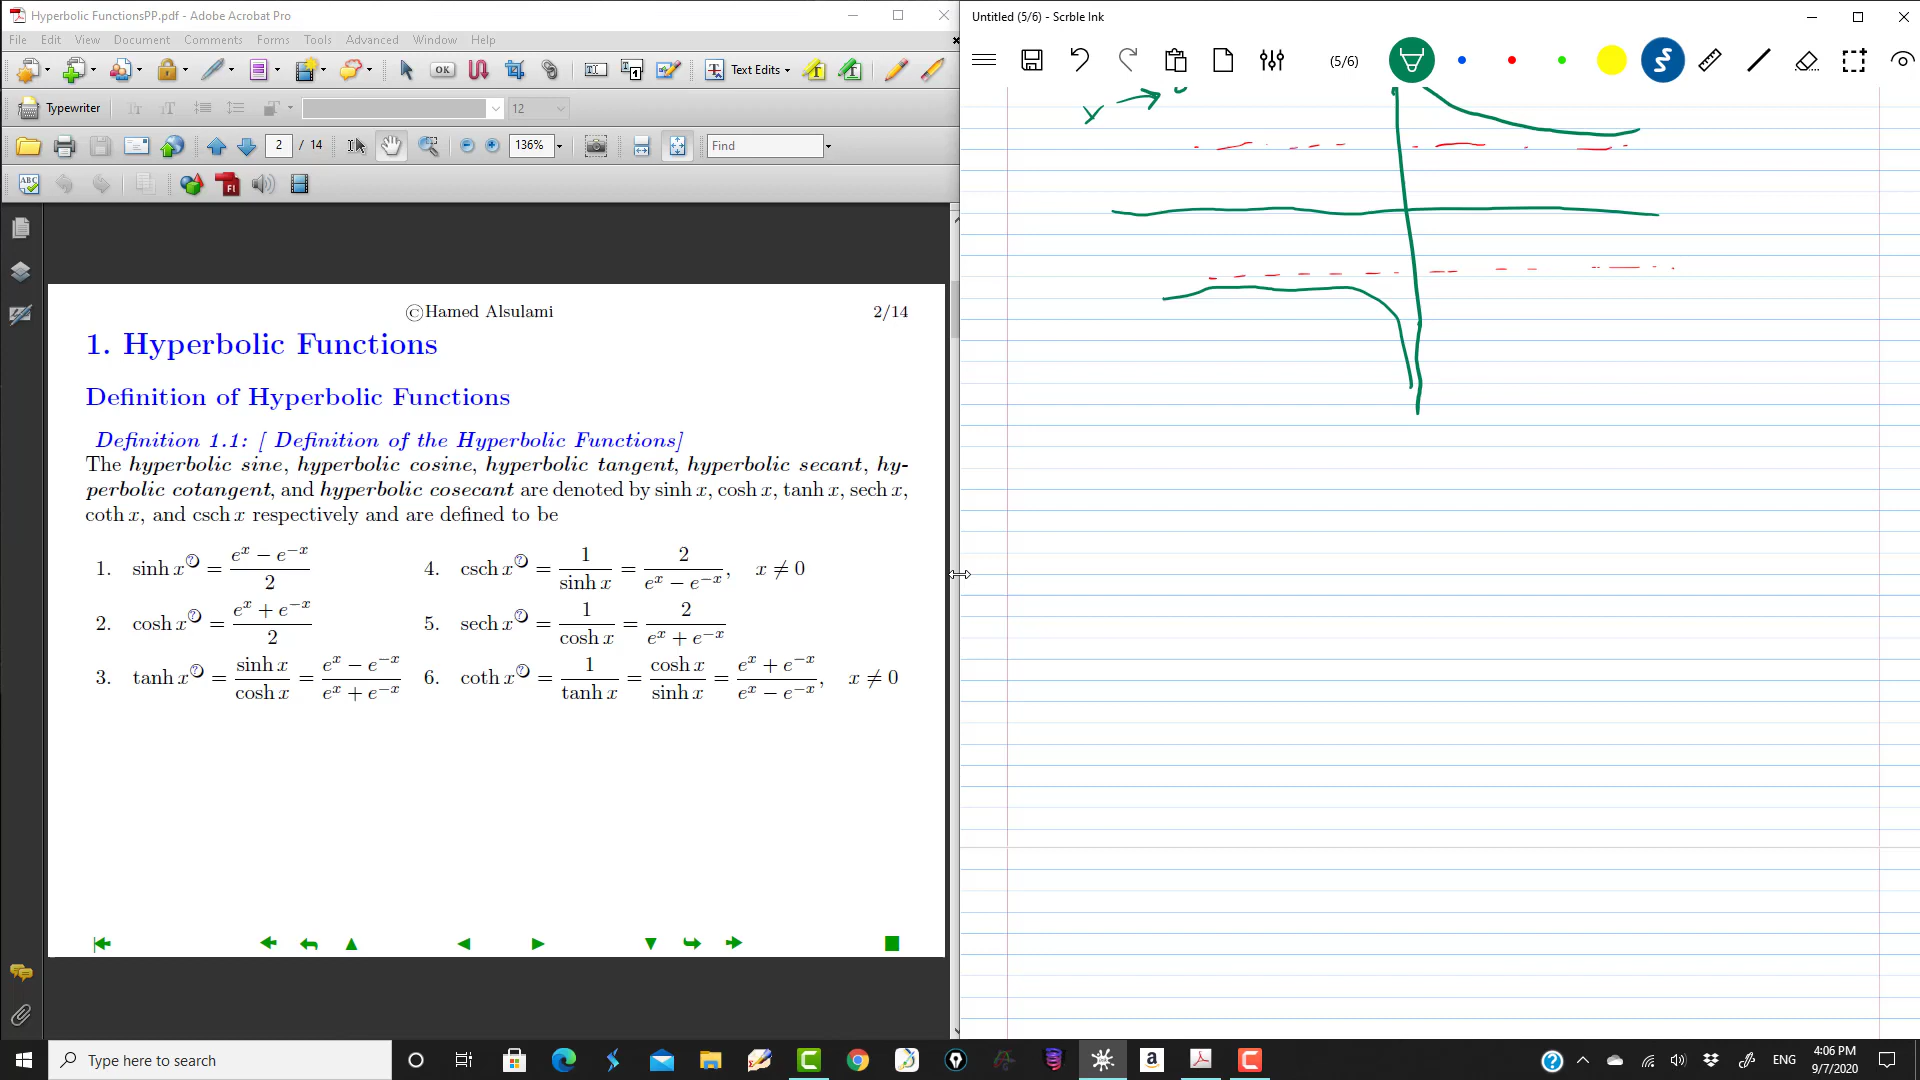 Hyperbolic FunctionsPP.pdf - Adobe Acrobat Pro
File Edit View Document Comments Forms Tools Advanced Window Help
OK Text Edits
Typewriter 12
2 / 14 136% Find
ABC
©Hamed Alsulami 2/14
1. Hyperbolic Functions
Definition of Hyperbolic Functions
Definition 1.1: [ Definition of the Hyperbolic Functions]
The hyperbolic sine, hyperbolic cosine, hyperbolic tangent, hyperbolic secant, hy-
perbolic cotangent, and hyperbolic cosecant are denoted by sinh x, cosh x, tanh x, sech x,
coth x, and csch x respectively and are defined to be
1. sinh x ? = (e^x − e^−x)/2 4. csch x ? = 1/(sinh x) = 2/(e^x − e^−x), x ≠ 0
2. cosh x ? = (e^x + e^−x)/2 5. sech x ? = 1/(cosh x) = 2/(e^x + e^−x)
3. tanh x ? = (sinh x)/(cosh x) = (e^x − e^−x)/(e^x + e^−x) 6. coth x ? = 1/(tanh x) = (cosh x)/(sinh x) = (e^x + e^−x)/(e^x − e^−x), x ≠ 0
Untitled (5/6) - Scrble Ink
(5/6)
x →
Type here to search
ENG
4:06 PM
9/7/2020